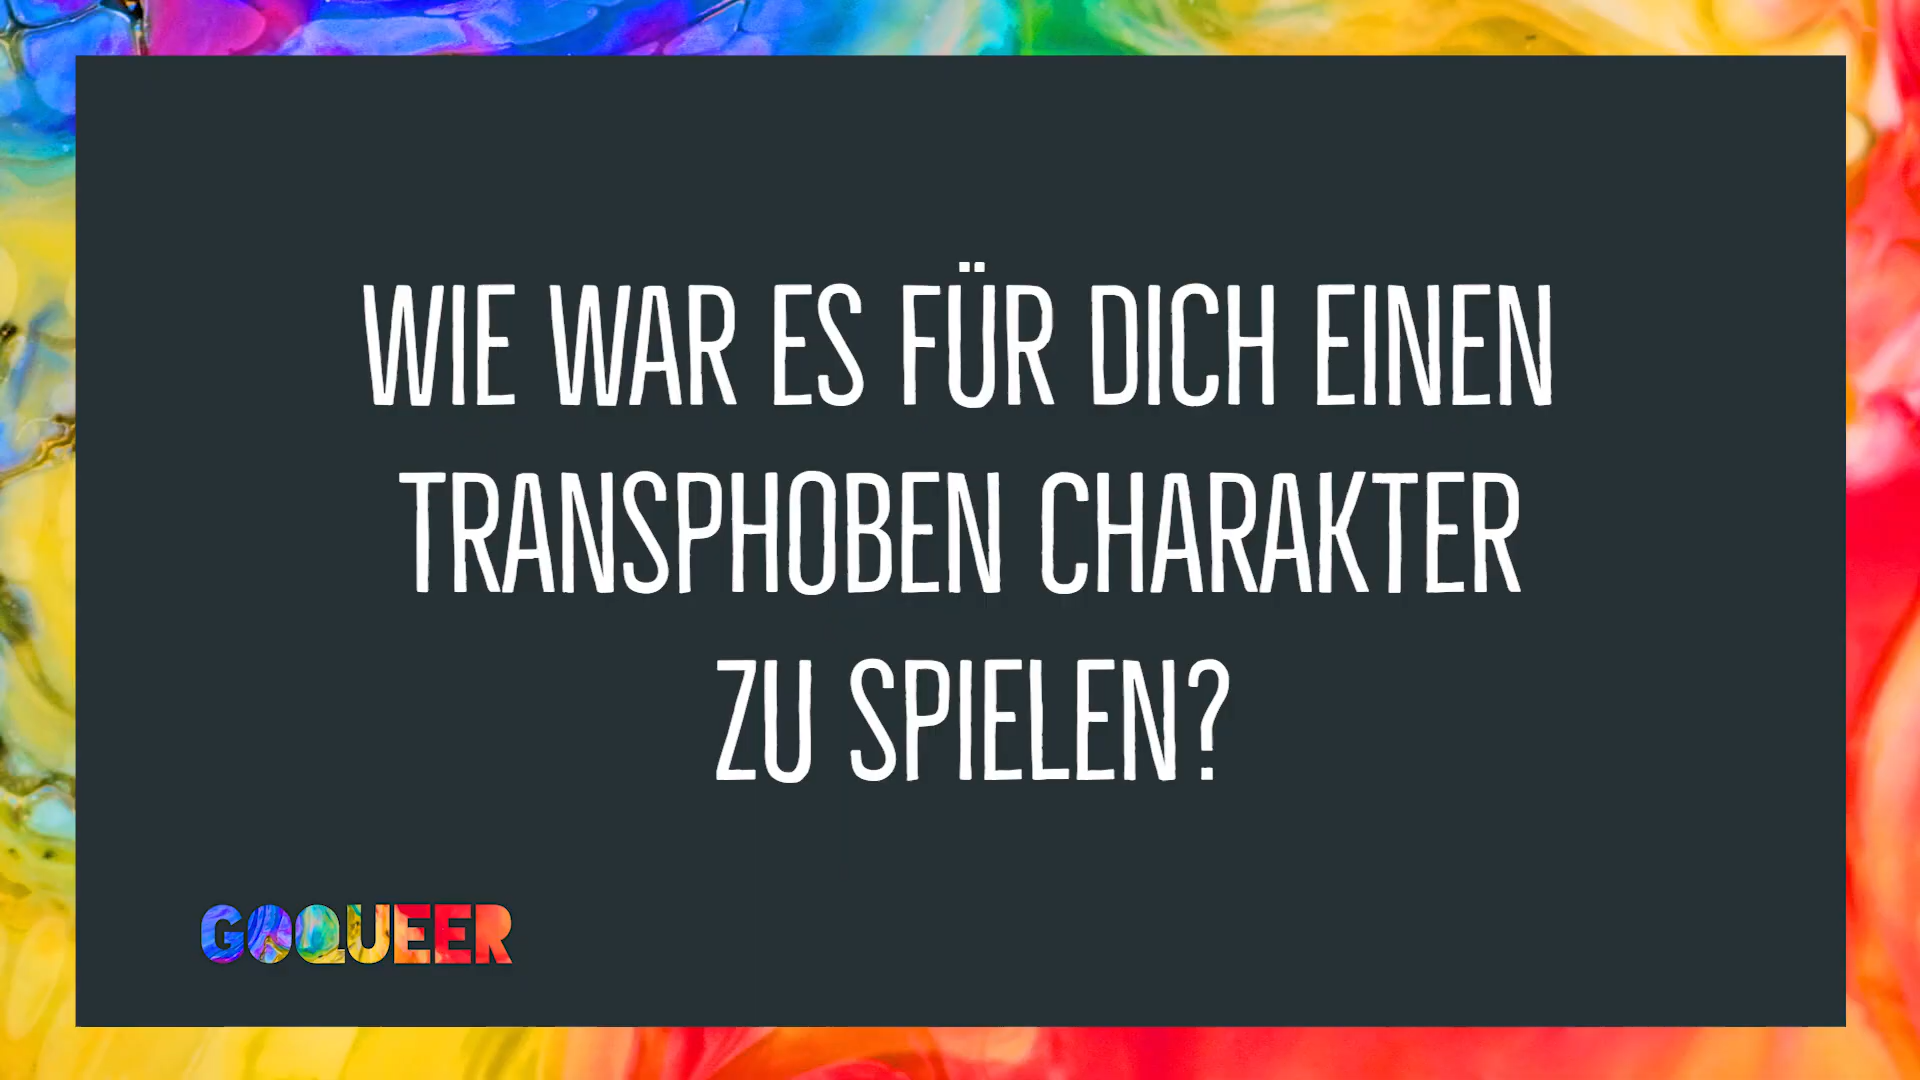 WIE WAR ES FÜR DICH EINEN
TRANSPHOBEN CHARAKTER
ZU SPIELEN?
GOQUEER